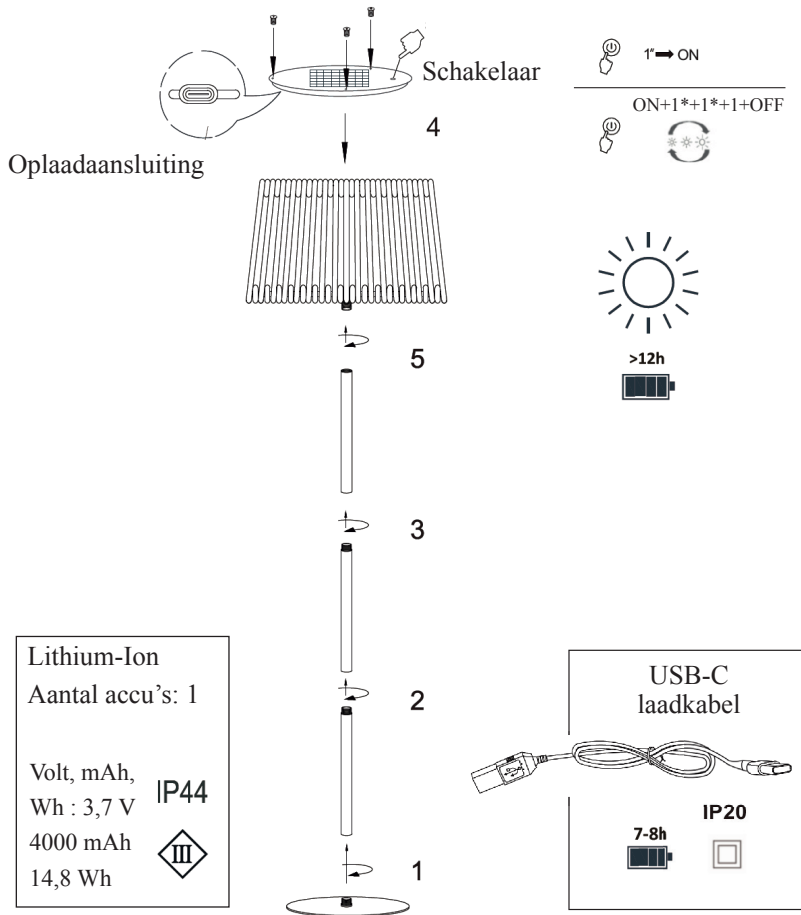 Schakelaar
4
Oplaadaansluiting
1" ➡ ON
ON+1*+1*+1+OFF
>12h
5
3
2
1
Lithium-Ion
Aantal accu’s: 1
Volt, mAh,
Wh : 3,7 V
4000 mAh
14,8 Wh
IP44
III
USB-C
laadkabel
7-8h
IP20